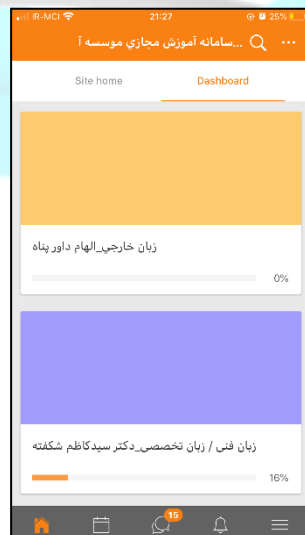 IR-MCI 21:27 25%
سامانه آموزش مجازي موسسه آ...
Site home Dashboard
زبان خارجي_الهام داور پناه
0%
زبان فنی / زبان تخصصی_دکتر سیدکاظم شکفته
16%
15